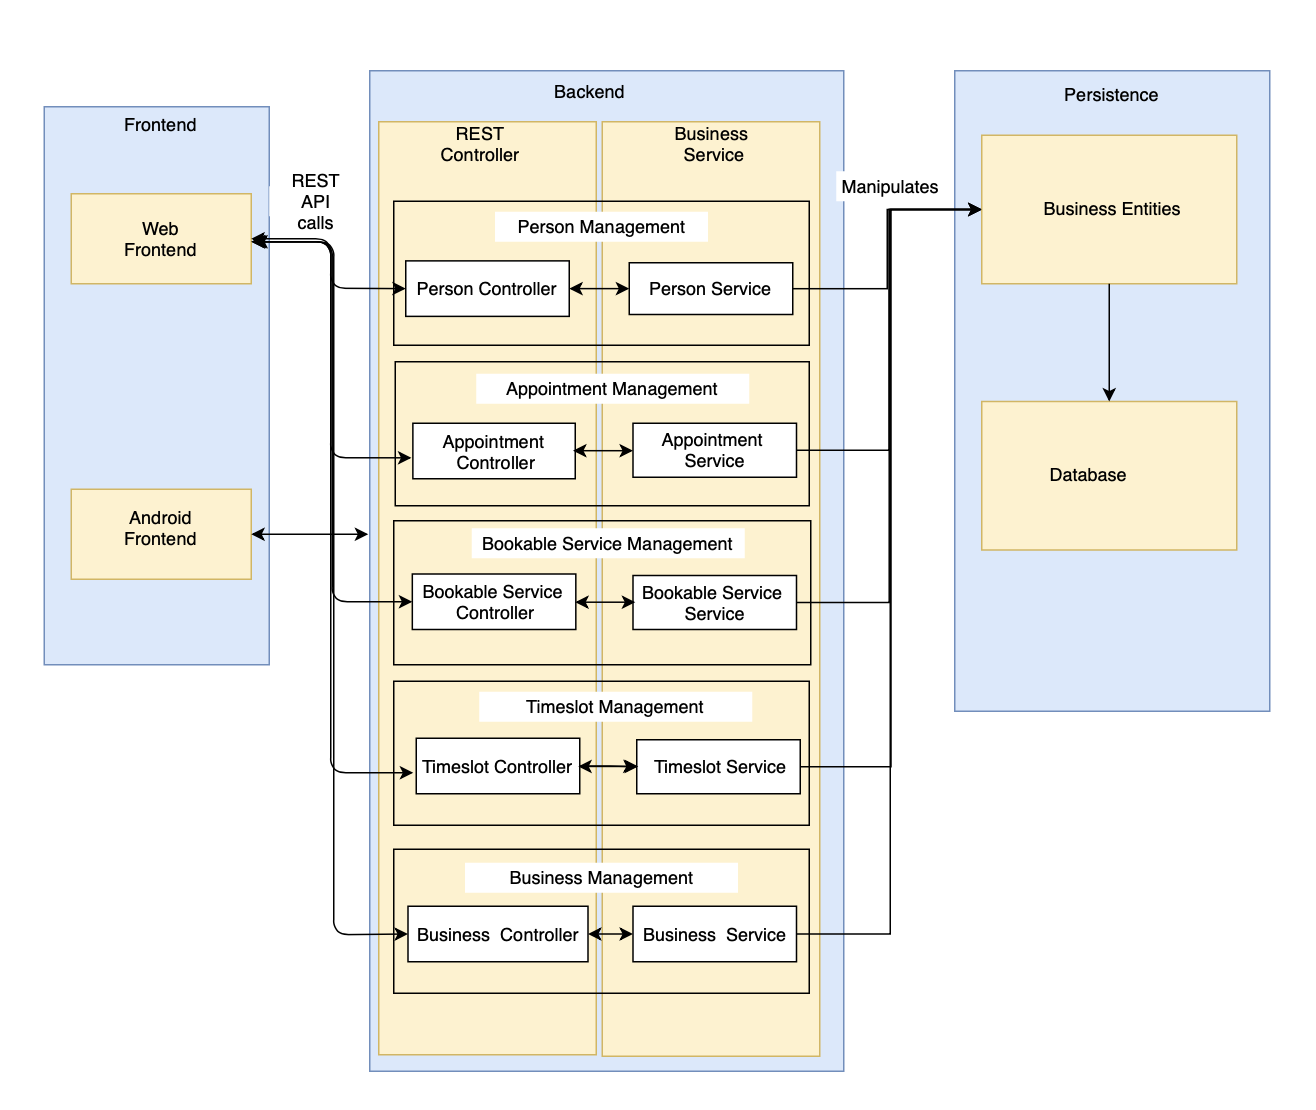 Frontend
Web
Frontend
Android
Frontend
REST
API
calls
Backend
REST
Controller
Business
Service
Person Management
Person Controller
Person Service
Appointment Management
Appointment
Controller
Appointment
Service
Bookable Service Management
Bookable Service
Controller
Bookable Service
Service
Timeslot Management
Timeslot Controller
Timeslot Service
Business Management
Business  Controller
Business  Service
Manipulates
Persistence
Business Entities
Database